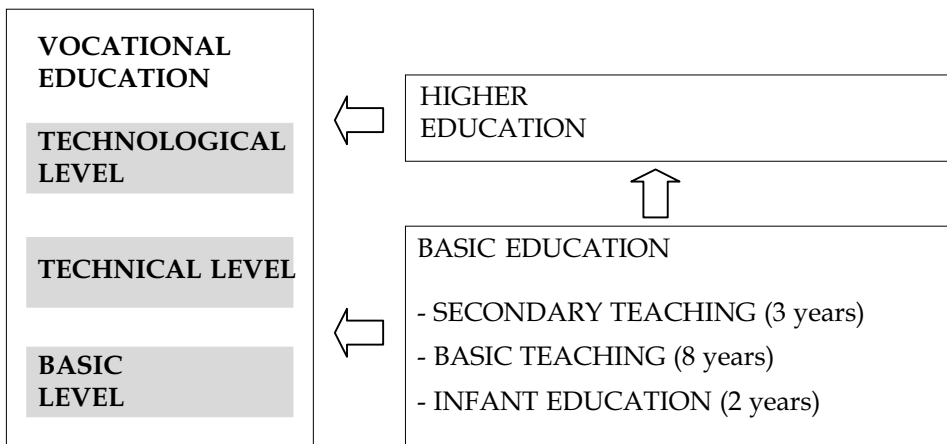 VOCATIONAL
EDUCATION
TECHNOLOGICAL
LEVEL
TECHNICAL LEVEL
BASIC
LEVEL
HIGHER
EDUCATION
BASIC EDUCATION
- SECONDARY TEACHING (3 years)
- BASIC TEACHING (8 years)
- INFANT EDUCATION (2 years)